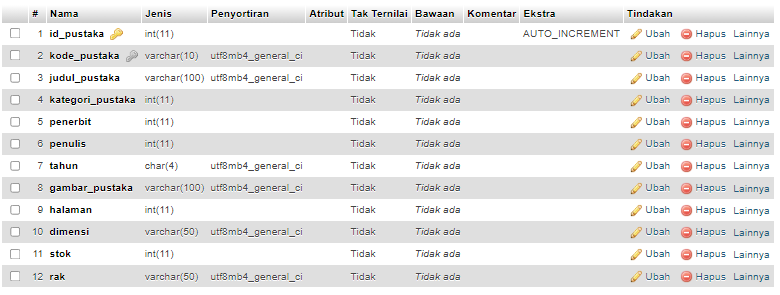 # Nama Jenis Penyortiran Atribut Tak Ternilai Bawaan Komentar Ekstra Tindakan
1 id_pustaka int(11) Tidak Tidak ada AUTO_INCREMENT Ubah Hapus Lainnya
2 kode_pustaka varchar(10) utf8mb4_general_ci Tidak Tidak ada Ubah Hapus Lainnya
3 judul_pustaka varchar(100) utf8mb4_general_ci Tidak Tidak ada Ubah Hapus Lainnya
4 kategori_pustaka int(11) Tidak Tidak ada Ubah Hapus Lainnya
5 penerbit int(11) Tidak Tidak ada Ubah Hapus Lainnya
6 penulis int(11) Tidak Tidak ada Ubah Hapus Lainnya
7 tahun char(4) utf8mb4_general_ci Tidak Tidak ada Ubah Hapus Lainnya
8 gambar_pustaka varchar(100) utf8mb4_general_ci Tidak Tidak ada Ubah Hapus Lainnya
9 halaman int(11) Tidak Tidak ada Ubah Hapus Lainnya
10 dimensi varchar(50) utf8mb4_general_ci Tidak Tidak ada Ubah Hapus Lainnya
11 stok int(11) Tidak Tidak ada Ubah Hapus Lainnya
12 rak varchar(50) utf8mb4_general_ci Tidak Tidak ada Ubah Hapus Lainnya